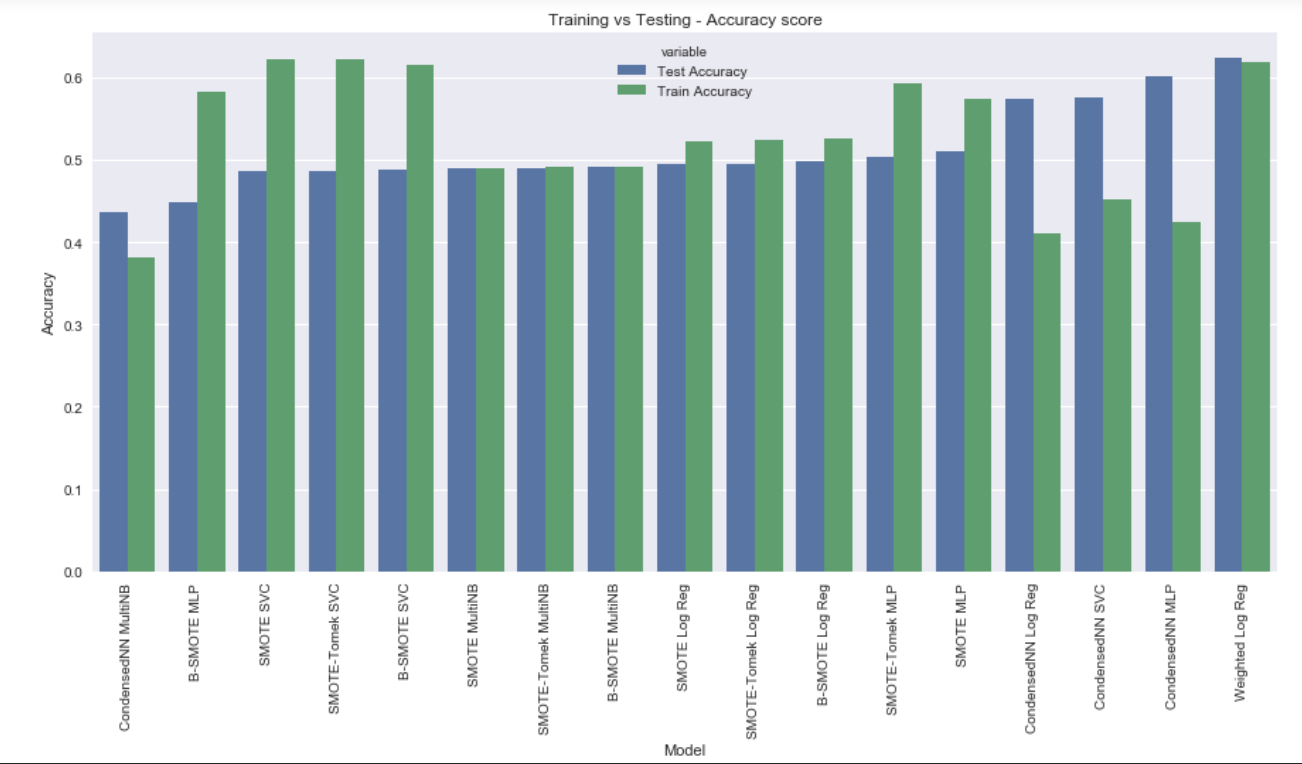 Training vs Testing - Accuracy score
variable
Test Accuracy
Train Accuracy
Accuracy
0.6
0.5
0.4
0.3
0.2
0.1
0.0
CondensedNN MultiNB
B-SMOTE MLP
SMOTE SVC
SMOTE-Tomek SVC
B-SMOTE SVC
SMOTE MultiNB
SMOTE-Tomek MultiNB
B-SMOTE MultiNB
SMOTE Log Reg
SMOTE-Tomek Log Reg
B-SMOTE Log Reg
SMOTE-Tomek MLP
SMOTE MLP
CondensedNN Log Reg
CondensedNN SVC
CondensedNN MLP
Weighted Log Reg
Model